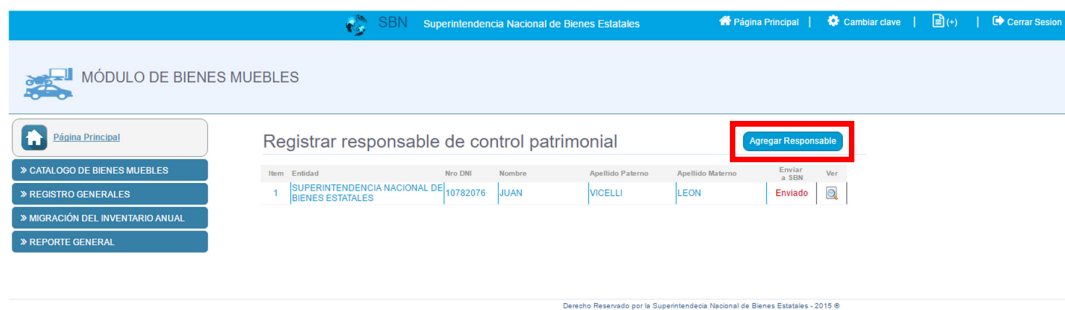 SBN Superintendencia Nacional de Bienes Estatales Página Principal | Cambiar clave | (+) | Cerrar Sesion
MÓDULO DE BIENES MUEBLES
Página Principal
» CATALOGO DE BIENES MUEBLES
» REGISTRO GENERALES
» MIGRACIÓN DEL INVENTARIO ANUAL
» REPORTE GENERAL
Registrar responsable de control patrimonial Agregar Responsable
Item Entidad Nro DNI Nombre Apellido Paterno Apellido Materno Enviar a SBN Ver
1 SUPERINTENDENCIA NACIONAL DE BIENES ESTATALES 10782076 JUAN VICELLI LEON Enviado
Derecho Reservado por la Superintendecia Nacional de Bienes Estatales - 2015 ®